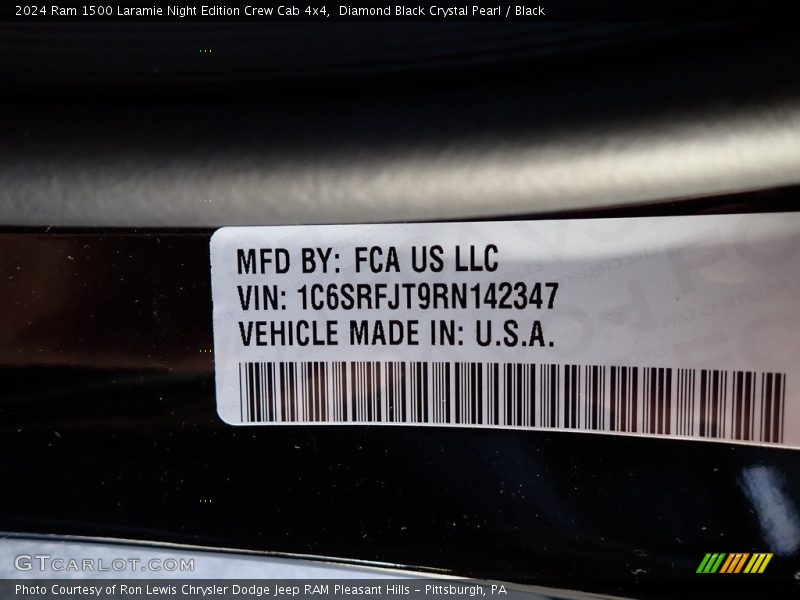 2024 Ram 1500 Laramie Night Edition Crew Cab 4x4,  Diamond Black Crystal Pearl / Black
MFD BY: FCA US LLC
VIN: 1C6SRFJT9RN142347
VEHICLE MADE IN: U.S.A.
GTCARLOT.COM
Photo Courtesy of Ron Lewis Chrysler Dodge Jeep RAM Pleasant Hills – Pittsburgh, PA